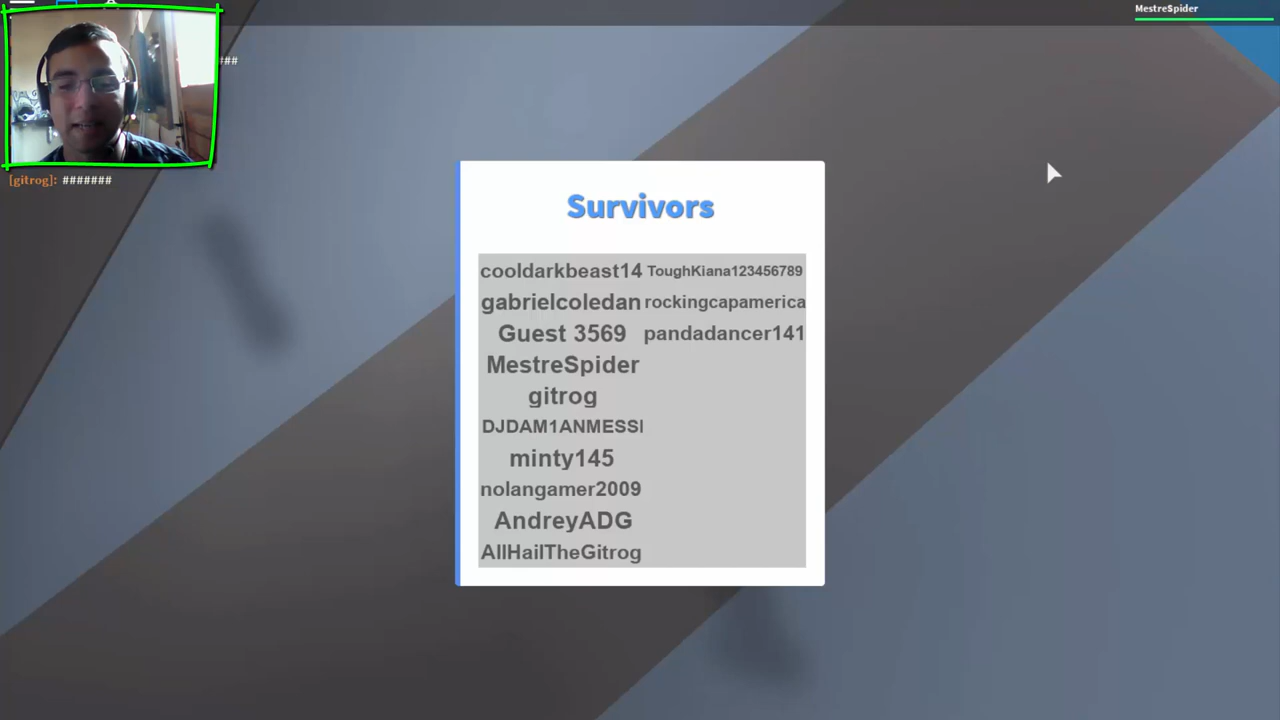 MestreSpider
###
[gitrog]: #######
Survivors
cooldarkbeast14 ToughKiana123456789
gabrielcoledan rockingcapamerica
Guest 3569 pandadancer141
MestreSpider
gitrog
DJDAM1ANMESSI
minty145
nolangamer2009
AndreyADG
AllHailTheGitrog